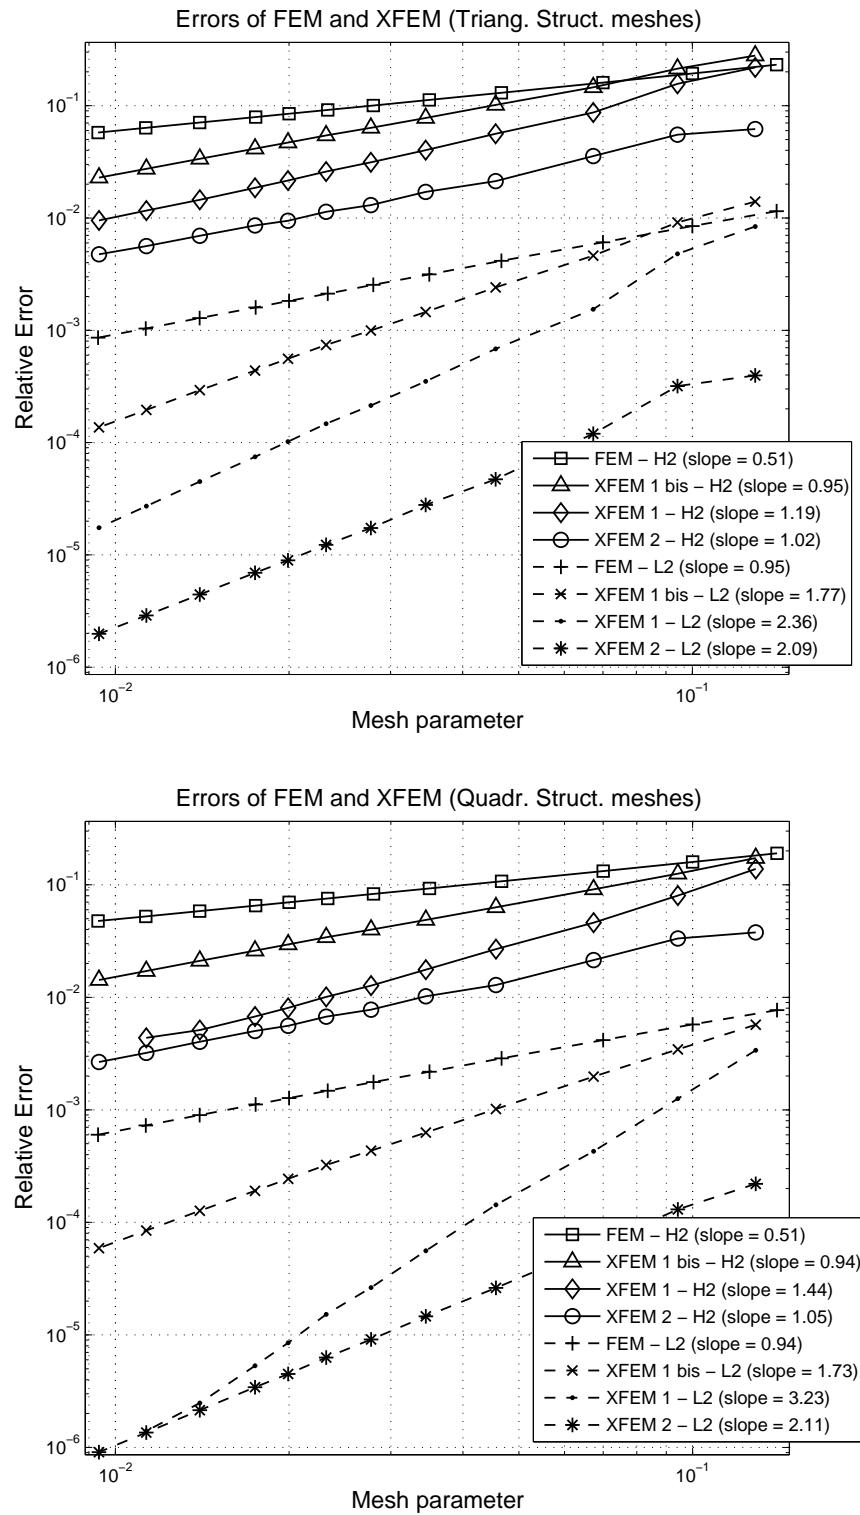 Errors of FEM and XFEM (Triang. Struct. meshes)
10⁻¹
10⁻²
10⁻³
10⁻⁴
10⁻⁵
10⁻⁶
Relative Error
FEM − H2 (slope = 0.51)
XFEM 1 bis − H2 (slope = 0.95)
XFEM 1 − H2 (slope = 1.19)
XFEM 2 − H2 (slope = 1.02)
FEM − L2 (slope = 0.95)
XFEM 1 bis − L2 (slope = 1.77)
XFEM 1 − L2 (slope = 2.36)
XFEM 2 − L2 (slope = 2.09)
10⁻²
10⁻¹
Mesh parameter
Errors of FEM and XFEM (Quadr. Struct. meshes)
10⁻¹
10⁻²
10⁻³
10⁻⁴
10⁻⁵
10⁻⁶
Relative Error
FEM − H2 (slope = 0.51)
XFEM 1 bis − H2 (slope = 0.94)
XFEM 1 − H2 (slope = 1.44)
XFEM 2 − H2 (slope = 1.05)
FEM − L2 (slope = 0.94)
XFEM 1 bis − L2 (slope = 1.73)
XFEM 1 − L2 (slope = 3.23)
XFEM 2 − L2 (slope = 2.11)
10⁻²
10⁻¹
Mesh parameter